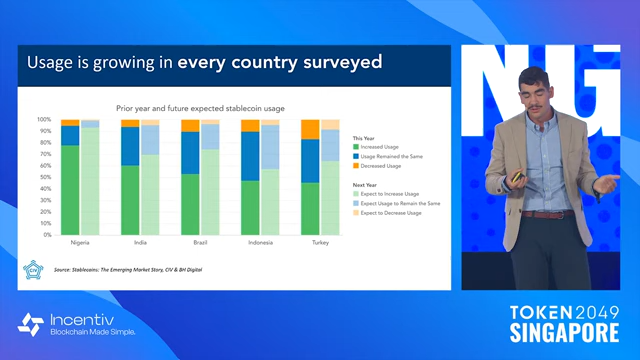 Usage is growing in every country surveyed
Prior year and future expected stablecoin usage
100%
90%
80%
70%
60%
50%
40%
30%
20%
10%
0%
Nigeria
India
Brazil
Indonesia
Turkey
This Year
Increased Usage
Usage Remained the Same
Decreased Usage
Next Year
Expect to Increase Usage
Expect Usage to Remain the Same
Expect to Decrease Usage
CIV
Source: Stablecoins: The Emerging Market Story, CIV & BH Digital
NG
Incentiv
Blockchain Made Simple.
TOKEN2049
SINGAPORE